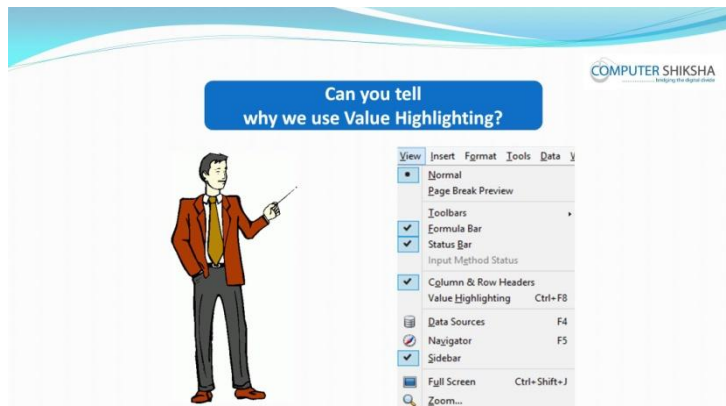 COMPUTER SHIKSHA
bridging the digital divide
Can you tell
why we use Value Highlighting?
View Insert Format Tools Data
Normal
Page Break Preview
Toolbars
Formula Bar
Status Bar
Input Method Status
Column & Row Headers
Value Highlighting Ctrl+F8
Data Sources F4
Navigator F5
Sidebar
Full Screen Ctrl+Shift+J
Zoom...